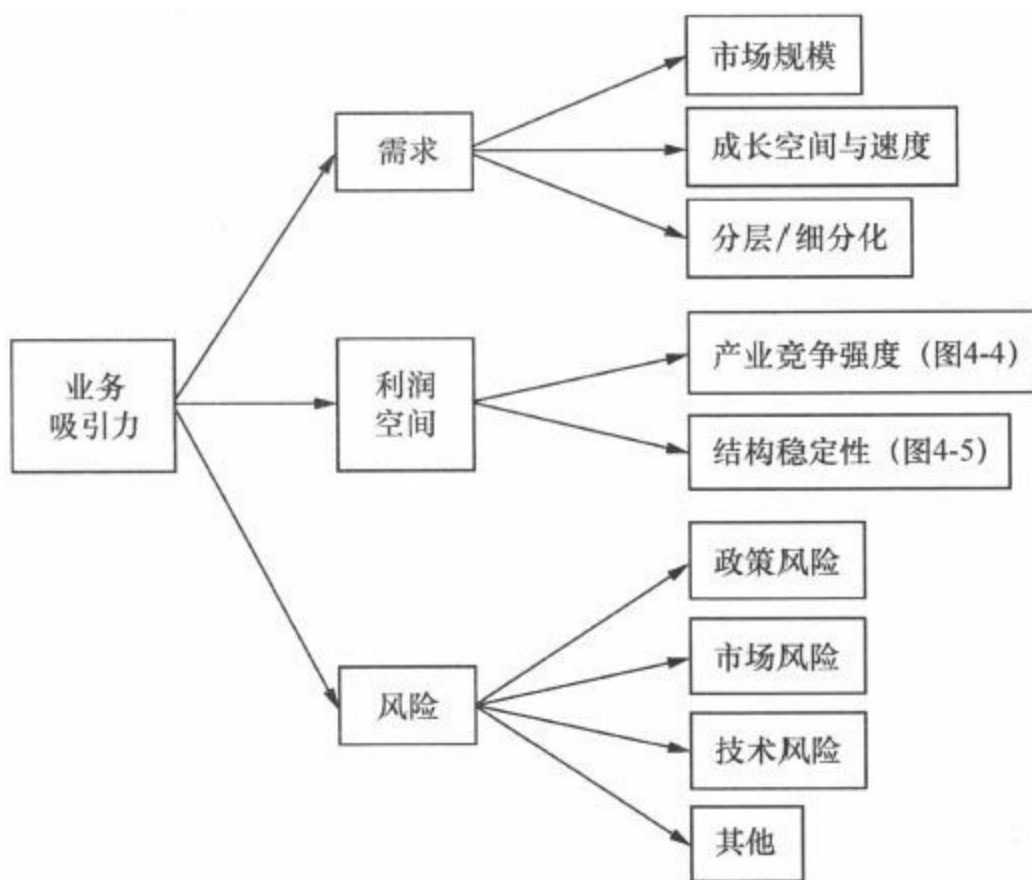 市场规模
需求
成长空间与速度
分层/细分化
业务
吸引力
利润
空间
产业竞争强度（图4-4）
结构稳定性（图4-5）
政策风险
市场风险
风险
技术风险
其他